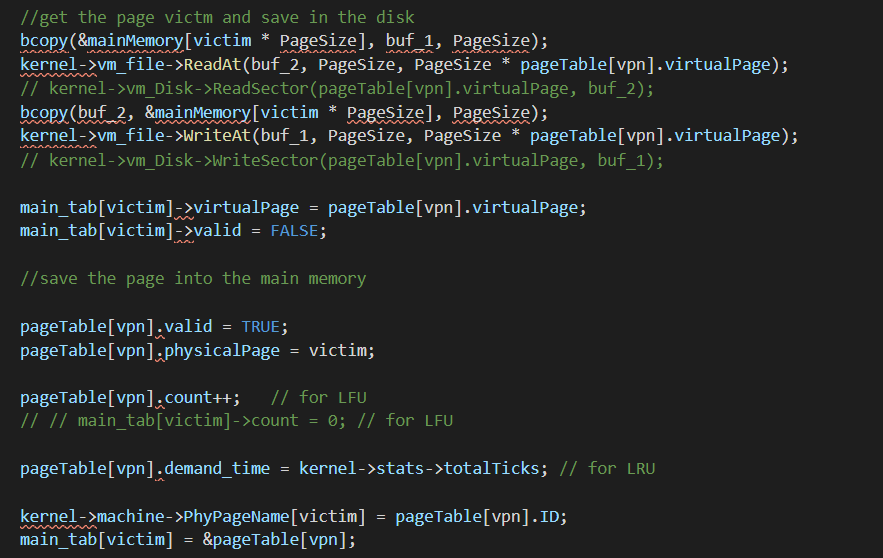 //get the page victm and save in the disk
bcopy(&mainMemory[victim * PageSize], buf_1, PageSize);
kernel->vm_file->ReadAt(buf_2, PageSize, PageSize * pageTable[vpn].virtualPage);
// kernel->vm_Disk->ReadSector(pageTable[vpn].virtualPage, buf_2);
bcopy(buf_2, &mainMemory[victim * PageSize], PageSize);
kernel->vm_file->WriteAt(buf_1, PageSize, PageSize * pageTable[vpn].virtualPage);
// kernel->vm_Disk->WriteSector(pageTable[vpn].virtualPage, buf_1);
main_tab[victim]->virtualPage = pageTable[vpn].virtualPage;
main_tab[victim]->valid = FALSE;
//save the page into the main memory
pageTable[vpn].valid = TRUE;
pageTable[vpn].physicalPage = victim;
pageTable[vpn].count++;   // for LFU
// // main_tab[victim]->count = 0; // for LFU
pageTable[vpn].demand_time = kernel->stats->totalTicks; // for LRU
kernel->machine->PhyPageName[victim] = pageTable[vpn].ID;
main_tab[victim] = &pageTable[vpn];